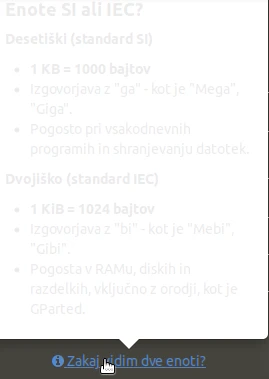 Enote SI ali IEC?
Desetiški (standard SI)
1 KB = 1000 bajtov
Izgovorjava z "ga" - kot je "Mega",
"Giga".
Pogosto pri vsakodnevnih
programih in shranjevanju datotek.
Dvojiško (standard IEC)
1 KiB = 1024 bajtov
Izgovorjava z "bi" - kot je "Mebi",
"Gibi".
Pogosta v RAMu, diskih in
razdelkih, vključno z orodji, kot je
GParted.
Zakaj vidim dve enoti?